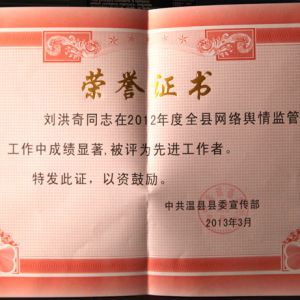 荣誉证书
刘洪奇同志在2012年度全县网络舆情监管
工作中成绩显著,被评为先进工作者。
特发此证，以资鼓励。
中共温县县委宣传部
2013年3月